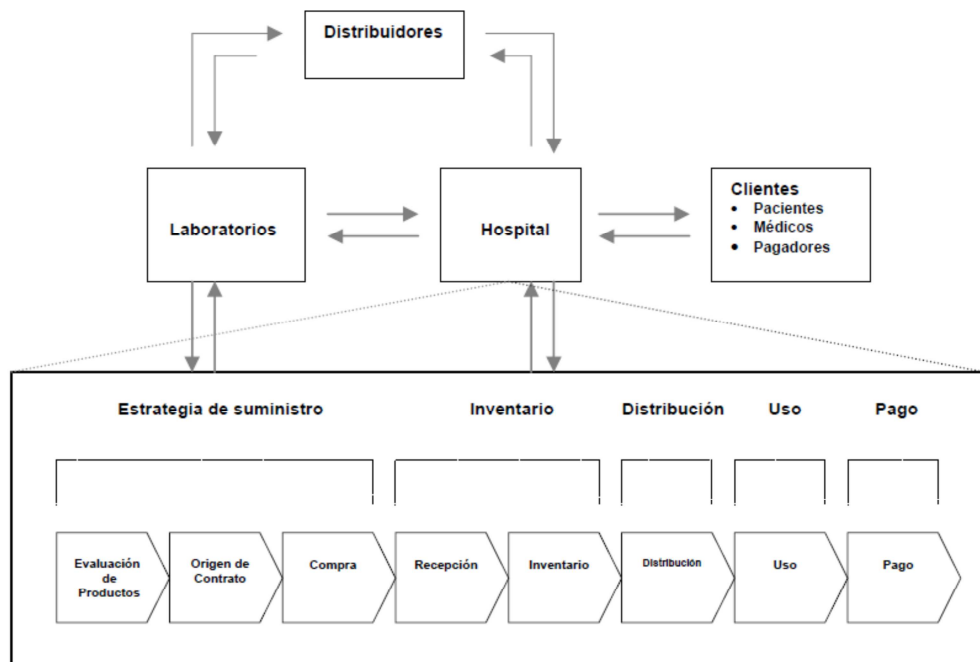 Distribuidores
Laboratorios
Hospital
Clientes
• Pacientes
• Médicos
• Pagadores
Estrategia de suministro
Inventario
Distribución
Uso
Pago
Evaluación
de
Productos
Origen de
Contrato
Compra
Recepción
Inventario
Distribución
Uso
Pago